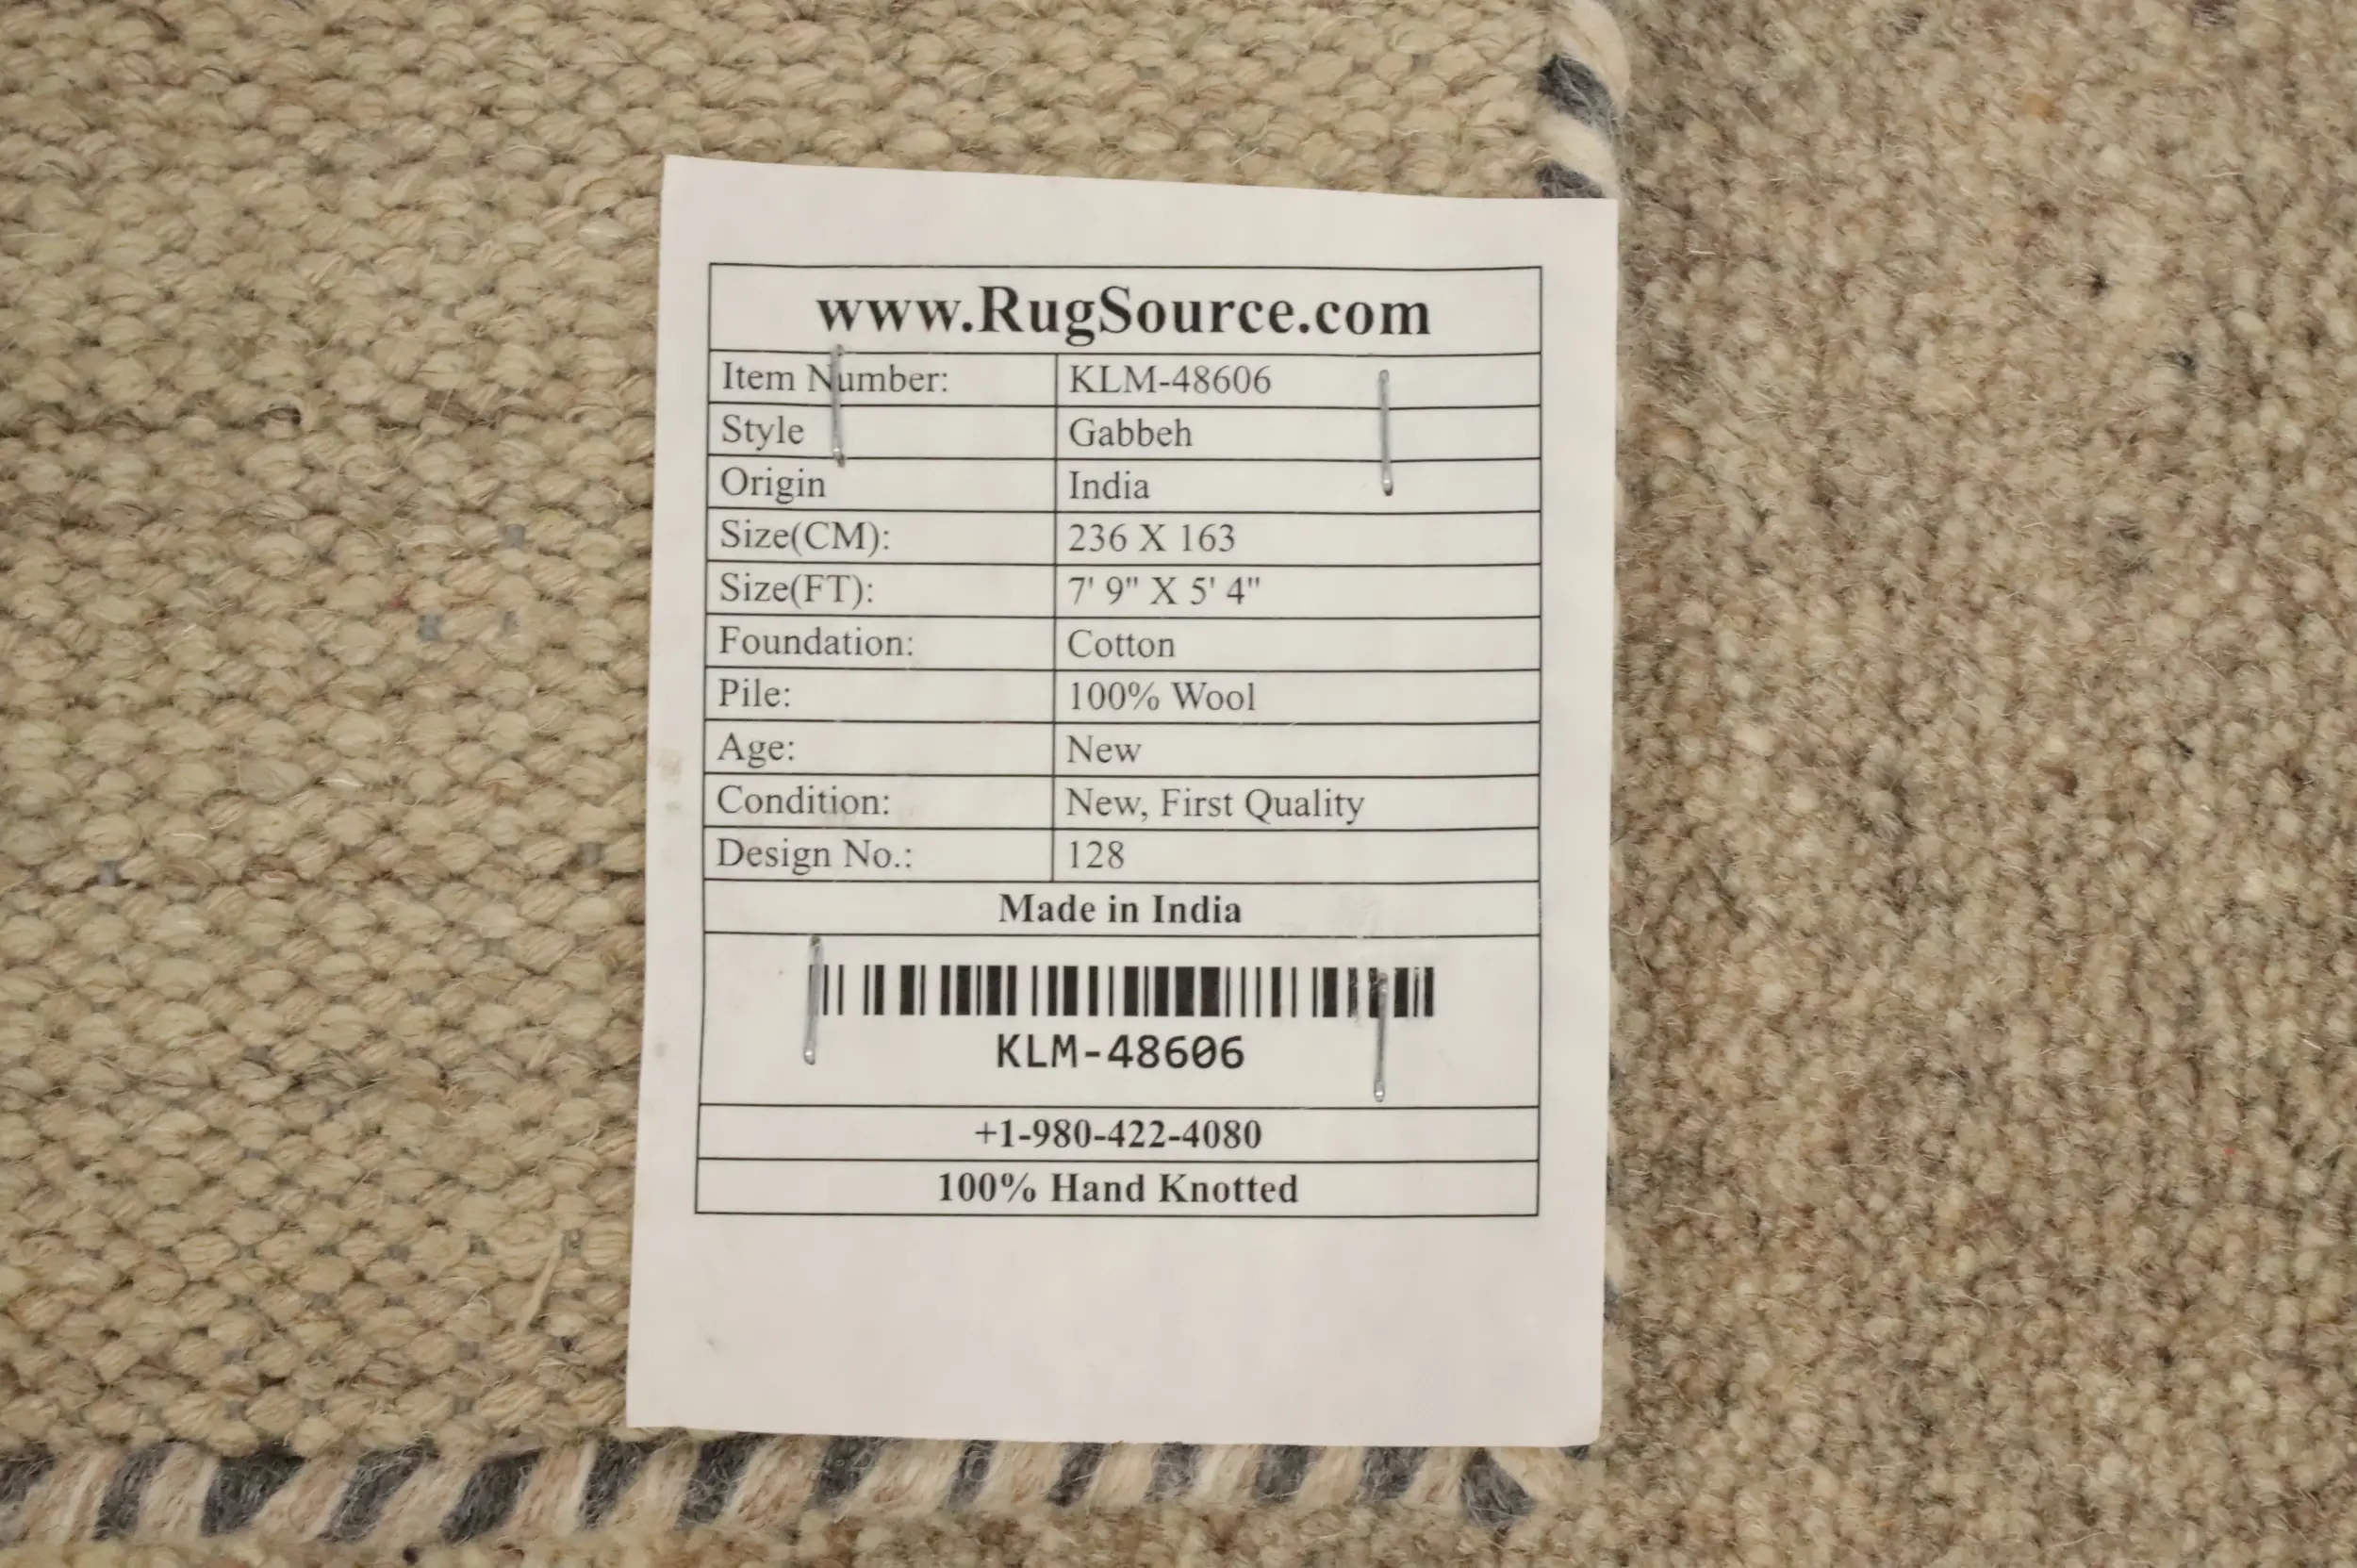 www.RugSource.com
Item Number: KLM-48606
Style Gabbeh
Origin India
Size(CM): 236 X 163
Size(FT): 7' 9" X 5' 4"
Foundation: Cotton
Pile: 100% Wool
Age: New
Condition: New, First Quality
Design No.: 128
Made in India
KLM-48606
+1-980-422-4080
100% Hand Knotted